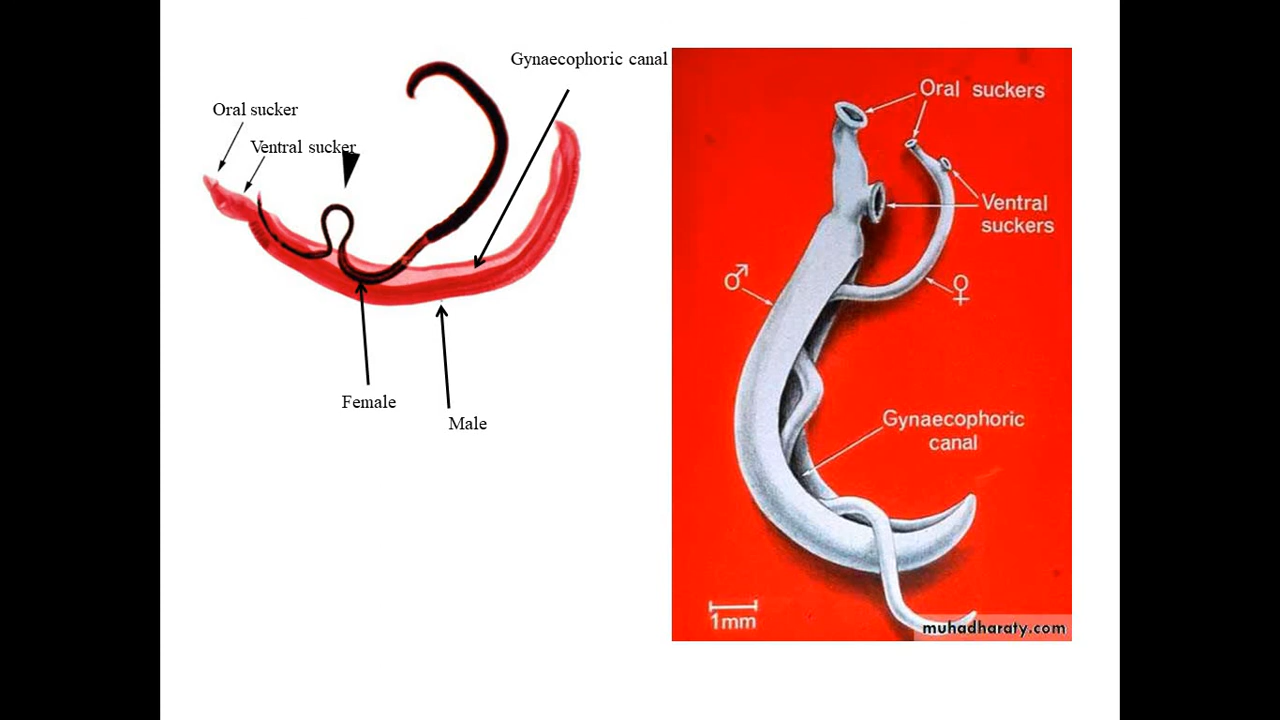 Gynaecophoric canal
Oral sucker
Ventral sucker
Female
Male
Oral suckers
Ventral
suckers
♂
♀
Gynaecophoric
canal
1mm
muhadharaty.com